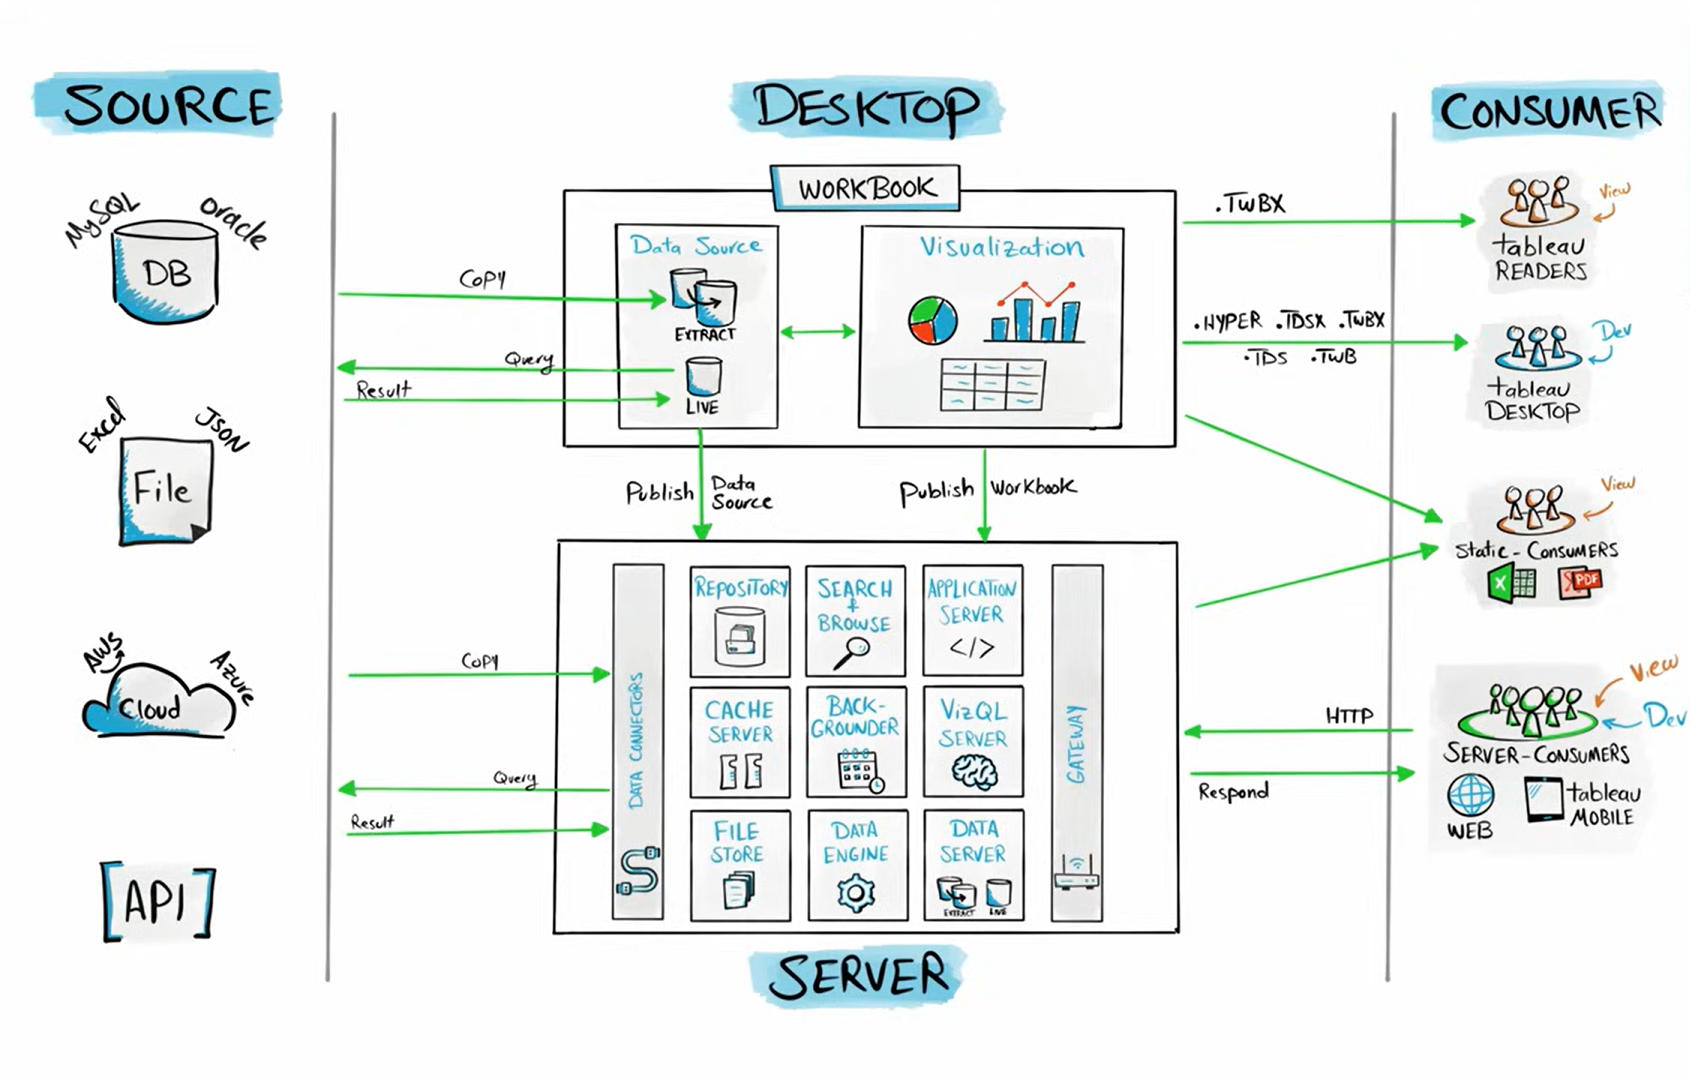 SOURCE
DESKTOP
CONSUMER
MySQL
Oracle
DB
Excel
JSON
File
AWS
Azure
Cloud
[API]
WORKBOOK
Data Source
EXTRACT
LIVE
Visualization
COPY
Query
Result
Publish Data
Source
Publish Workbook
REPOSITORY
SEARCH
+
BROWSE
APPLICATION
SERVER
</>
CACHE
SERVER
BACK-
GROUNDER
VizQL
SERVER
FILE
STORE
DATA
ENGINE
DATA
SERVER
EXTRACT
LIVE
DATA CONNECTORS
GATEWAY
COPY
Query
Result
SERVER
.TWBX
.HYPER .TDSX .TWBX
.TDS .TWB
HTTP
Respond
View
tableau
READERS
Dev
tableau
DESKTOP
View
Static-CONSUMERS
X
PDF
View
Dev
SERVER-CONSUMERS
WEB
tableau
MOBILE